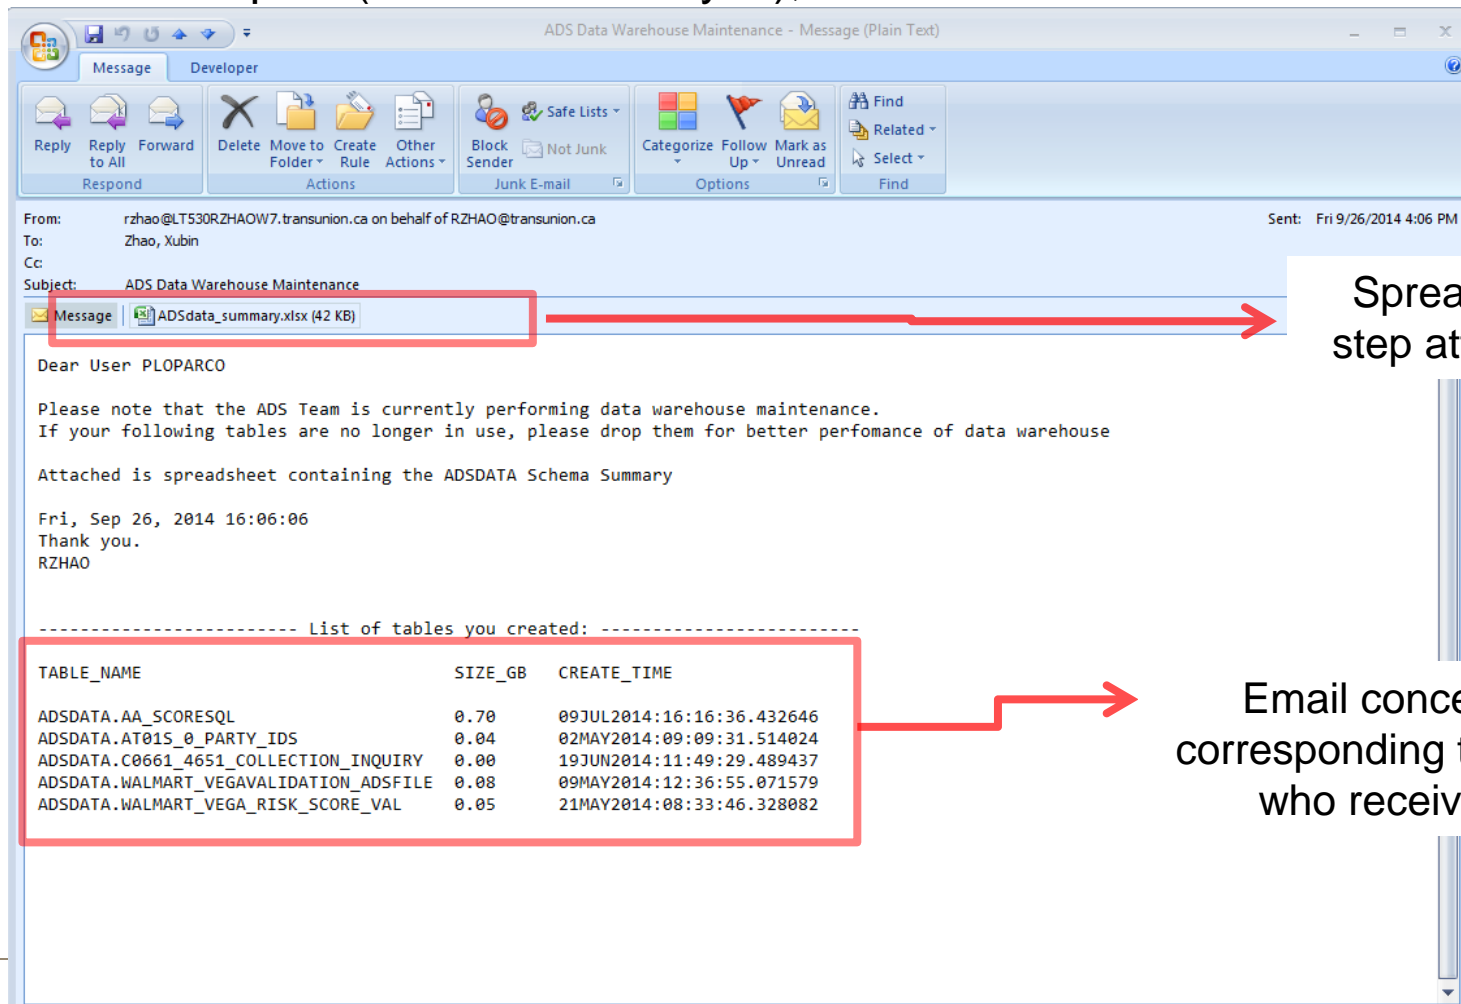 ADS Data Warehouse Maintenance - Message (Plain Text)
Message Developer
Reply Reply to All Forward Delete Move to Folder Create Rule Other Actions Block Sender Safe Lists Not Junk Categorize Follow Up Mark as Unread Find Related Select
Respond Actions Junk E-mail Options Find
From: rzhao@LT530RZHAOW7.transunion.ca on behalf of RZHAO@transunion.ca Sent: Fri 9/26/2014 4:06 PM
To: Zhao, Xubin
Cc:
Subject: ADS Data Warehouse Maintenance
Message ADSdata_summary.xlsx (42 KB)
Sprea
step at
Dear User PLOPARCO
Please note that the ADS Team is currently performing data warehouse maintenance.
If your following tables are no longer in use, please drop them for better perfomance of data warehouse
Attached is spreadsheet containing the ADSDATA Schema Summary
Fri, Sep 26, 2014 16:06:06
Thank you.
RZHAO
------------------------- List of tables you created: -------------------------
TABLE_NAME SIZE_GB CREATE_TIME
ADSDATA.AA_SCORESQL 0.70 09JUL2014:16:16:36.432646
ADSDATA.AT01S_0_PARTY_IDS 0.04 02MAY2014:09:09:31.514024
ADSDATA.C0661_4651_COLLECTION_INQUIRY 0.00 19JUN2014:11:49:29.489437
ADSDATA.WALMART_VEGAVALIDATION_ADSFILE 0.08 09MAY2014:12:36:55.071579
ADSDATA.WALMART_VEGA_RISK_SCORE_VAL 0.05 21MAY2014:08:33:46.328082
Email conce
corresponding
who receiv